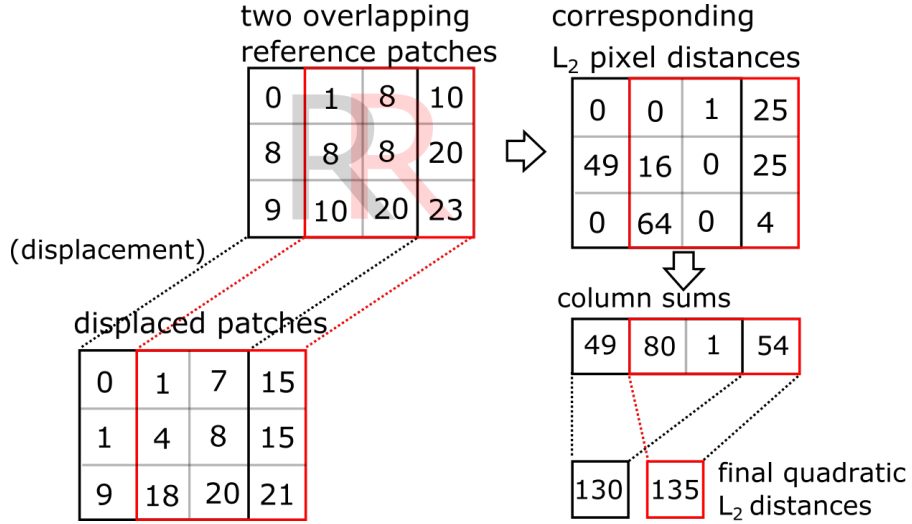 two overlapping
reference patches
0 1 8 10
8 8 8 20
9 10 20 23
R R
(displacement)
displaced patches
0 1 7 15
1 4 8 15
9 18 20 21
corresponding
L₂ pixel distances
0 0 1 25
49 16 0 25
0 64 0 4
column sums
49 80 1 54
130 135
final quadratic
L₂ distances